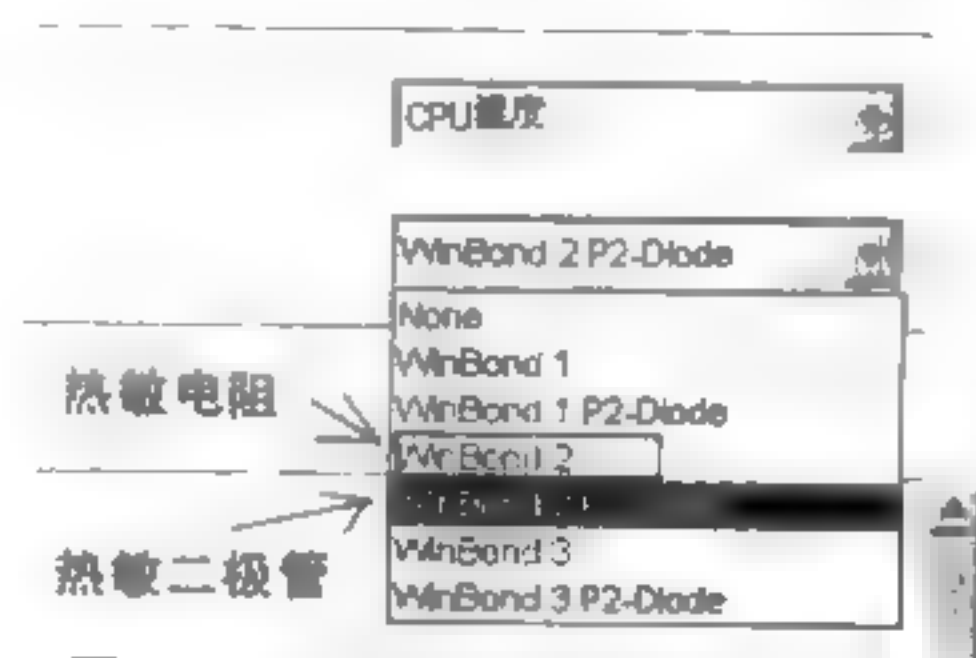 CPU温度
WinBond 2 P2-Diode
None
WinBond 1
热敏电阻
WinBond 1 P2-Diode
WinBond 2
热敏二极管
WinBond 3
WinBond 3 P2-Diode